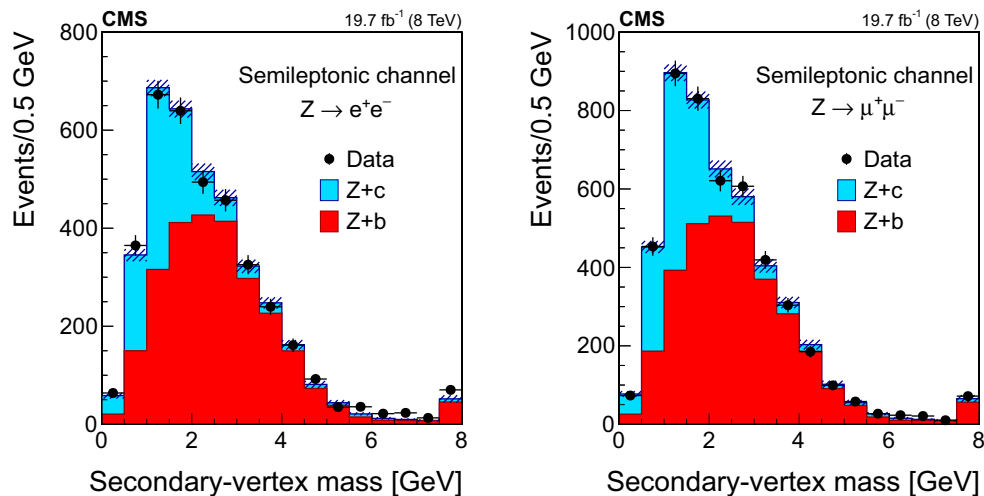 CMS 19.7 fb⁻¹ (8 TeV)
Events/0.5 GeV
800
600
400
200
0
Semileptonic channel
Z → e⁺e⁻
Data
Z+c
Z+b
0 2 4 6 8
Secondary-vertex mass [GeV]
CMS 19.7 fb⁻¹ (8 TeV)
Events/0.5 GeV
1000
800
600
400
200
0
Semileptonic channel
Z → μ⁺μ⁻
Data
Z+c
Z+b
0 2 4 6 8
Secondary-vertex mass [GeV]